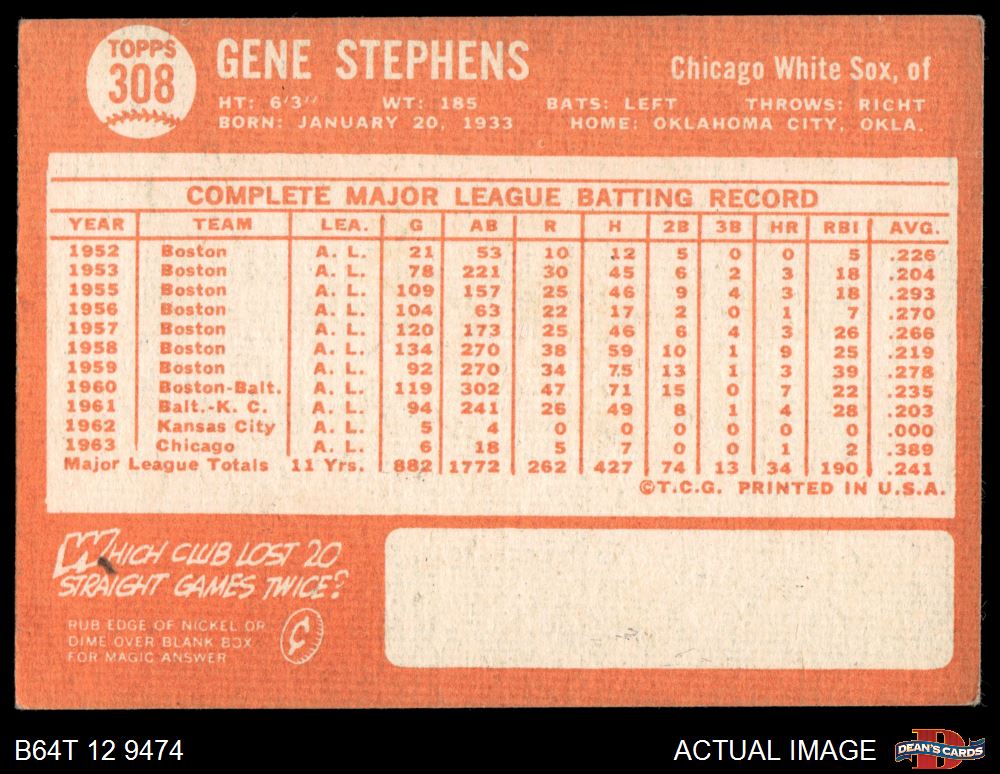 TOPPS
308
GENE STEPHENS
Chicago White Sox, of
HT: 6'3" WT: 185 BATS: LEFT THROWS: RIGHT
BORN: JANUARY 20, 1933 HOME: OKLAHOMA CITY, OKLA.
COMPLETE MAJOR LEAGUE BATTING RECORD
YEAR TEAM LEA. G AB R H 2B 3B HR RBI AVG.
1952 Boston A. L. 21 53 10 12 5 0 0 5 .226
1953 Boston A. L. 78 221 30 45 6 2 3 18 .204
1955 Boston A. L. 109 157 25 46 9 4 3 18 .293
1956 Boston A. L. 104 63 22 17 2 0 1 7 .270
1957 Boston A. L. 120 173 25 46 6 4 3 26 .266
1958 Boston A. L. 134 270 38 59 10 1 9 25 .219
1959 Boston A. L. 92 270 34 75 13 1 3 39 .278
1960 Boston-Balt. A. L. 119 302 47 71 15 0 7 22 .235
1961 Balt.-K. C. A. L. 94 241 26 49 8 1 4 28 .203
1962 Kansas City A. L. 5 4 0 0 0 0 0 0 .000
1963 Chicago A. L. 6 18 5 7 0 0 1 2 .389
Major League Totals 11 Yrs. 882 1772 262 427 74 13 34 190 .241
©T.C.G. PRINTED IN U.S.A.
WHICH CLUB LOST 20
STRAIGHT GAMES TWICE?
RUB EDGE OF NICKEL OR
DIME OVER BLANK BOX
FOR MAGIC ANSWER
¢
B64T 12 9474
ACTUAL IMAGE
D
DEAN'S CARDS